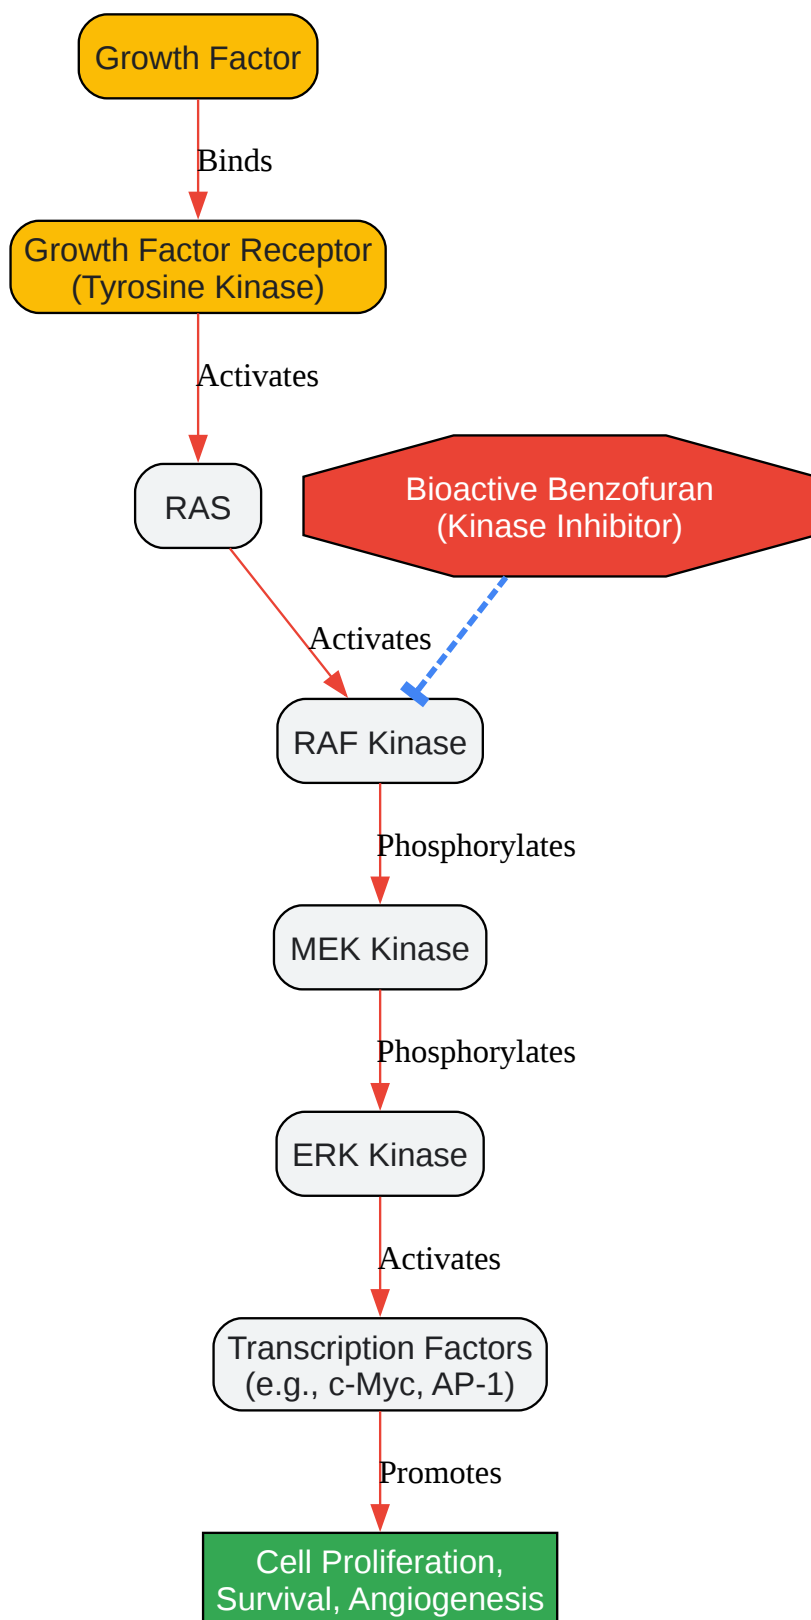 Growth Factor
Binds
Growth Factor Receptor
(Tyrosine Kinase)
Activates
RAS
Bioactive Benzofuran
(Kinase Inhibitor)
Activates
RAF Kinase
Phosphorylates
MEK Kinase
Phosphorylates
ERK Kinase
Activates
Transcription Factors
(e.g., c-Myc, AP-1)
Promotes
Cell Proliferation,
Survival, Angiogenesis